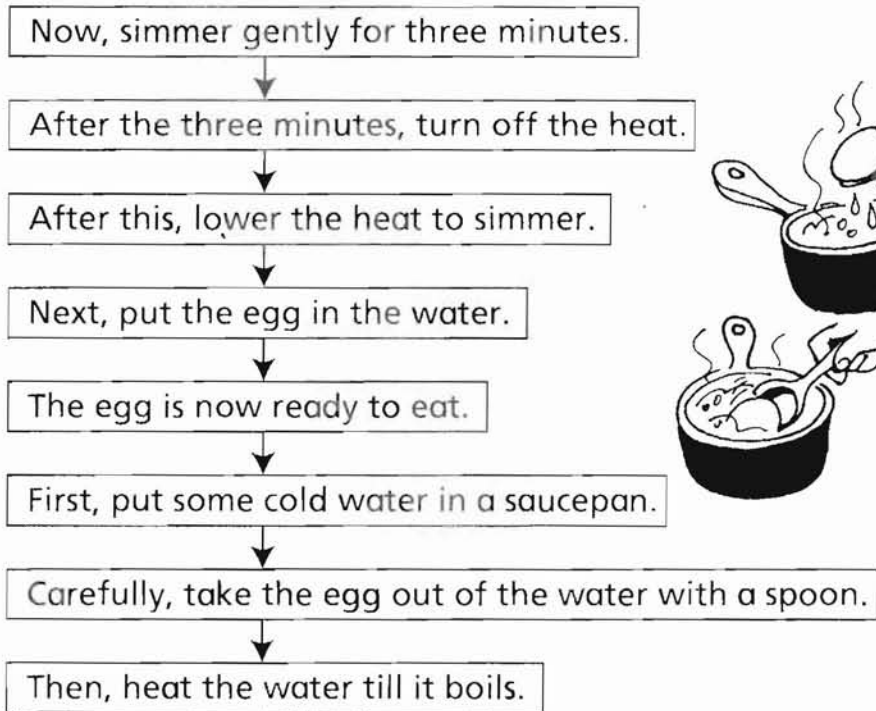 Now, simmer gently for three minutes.
After the three minutes, turn off the heat.
After this, lower the heat to simmer.
Next, put the egg in the water.
The egg is now ready to eat.
First, put some cold water in a saucepan.
Carefully, take the egg out of the water with a spoon.
Then, heat the water till it boils.